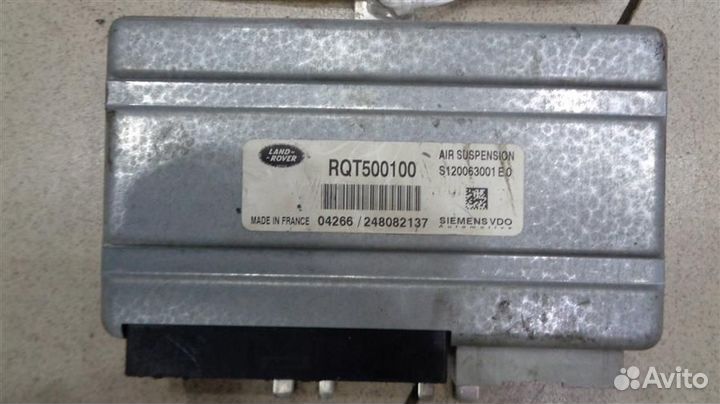 LAND-
ROVER
RQT500100
AIR SUSPENSION
S120063001 E0
MADE IN FRANCE 04266 / 248082137
SIEMENS VDO
Automotive
Avito